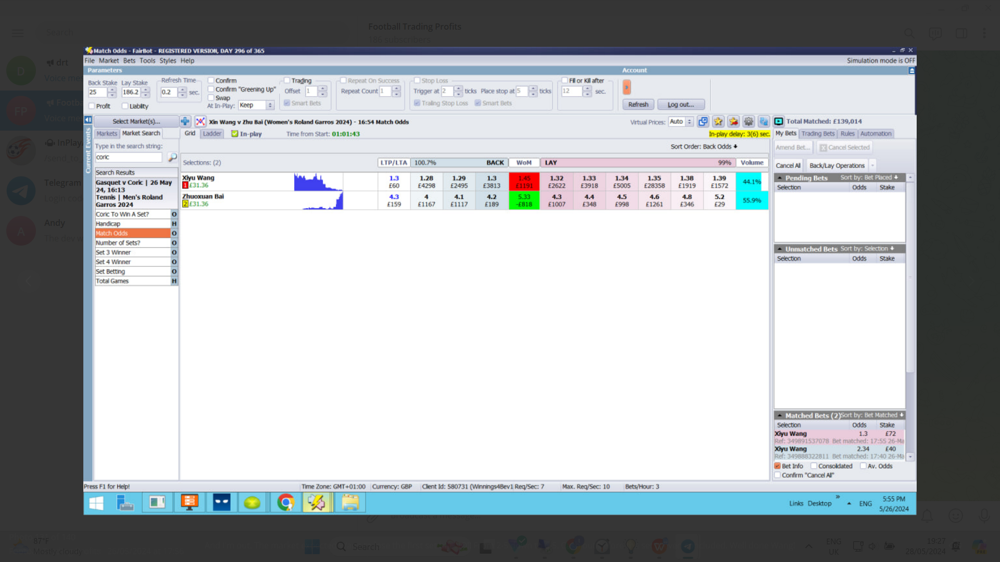 Search
Football Trading Profits
186 subscribers
D
drt
Voice me
FP
Footba
Voice me
InPlay
/send_to_
Telegram
Login cod
A
Andy
The dev w
Match Odds - FairBot - REGISTERED VERSION, DAY 296 of 365
File Market Bets Tools Styles Help
Simulation mode is OFF
Parameters
Account
Back Stake Lay Stake
25 186.2
Profit Liability
Refresh Time
0.2 sec.
Confirm
Confirm "Greening Up"
Swap
At In-Play: Keep
Trading
Offset 1
Smart Bets
Repeat On Success
Repeat Count 1
Stop Loss
Trigger at 2 ticks Place stop at 5 ticks
Trailing Stop Loss Smart Bets
Fill or Kill after
12 sec.
Refresh Log out...
Current Events
Select Market(s)...
Markets Market Search
Type in the search string:
coric
Search Results
Gasquet v Coric | 26 May
24, 16:13
Tennis | Men's Roland
Garros 2024
Coric To Win A Set? O
Handicap H
Match Odds O
Number of Sets? O
Set 3 Winner O
Set 4 Winner O
Set Betting O
Total Games H
Xin Wang v Zhu Bai (Women's Roland Garros 2024) - 16:54 Match Odds
Virtual Prices: Auto
Grid Ladder In-play Time from Start: 01:01:43
In-play delay: 3(6) sec.
Sort Order: Back Odds
Selections: (2) LTP/LTA 100.7% BACK WoM LAY 99% Volume
Xiyu Wang 1.3 1.28 1.29 1.3 1.45 1.32 1.33 1.34 1.35 1.38 1.39 44.1%
1 £31.36 £60 £4298 £2495 £3813 £1191 £2622 £3918 £5005 £28358 £1919 £1572
Zhuoxuan Bai 4.3 4 4.1 4.2 5.33 4.3 4.4 4.5 4.6 4.8 5.2 55.9%
2 £31.36 £159 £1167 £1117 £189 -£818 £1007 £348 £998 £1261 £346 £29
Total Matched: £139,014
My Bets Trading Bets Rules Automation
Amend Bet... Cancel Selected
Cancel All Back/Lay Operations
Pending Bets Sort by: Bet Placed
Selection Odds Stake
Unmatched Bets Sort by: Selection
Selection Odds Stake
Matched Bets (2) Sort by: Bet Matched
Selection Odds Stake
Xiyu Wang 1.3 £72
Ref: 349891537078 Bet matched: 17:55 26-Ma
Xiyu Wang 2.34 £40
Ref: 349888322811 Bet matched: 17:40 26-Ma
Bet Info Consolidated Av. Odds
Confirm "Cancel All"
Press F1 for Help! Time Zone: GMT+01:00 Currency: GBP Client Id: 580731 (Winnings4Bev1 Req/Sec: 7 Max. Req/Sec: 10 Bets/Hour: 3
Links Desktop » ENG 5:55 PM
5/26/2024
87°F
Mostly cloudy
Search
ENG
UK
19:27
28/05/2024